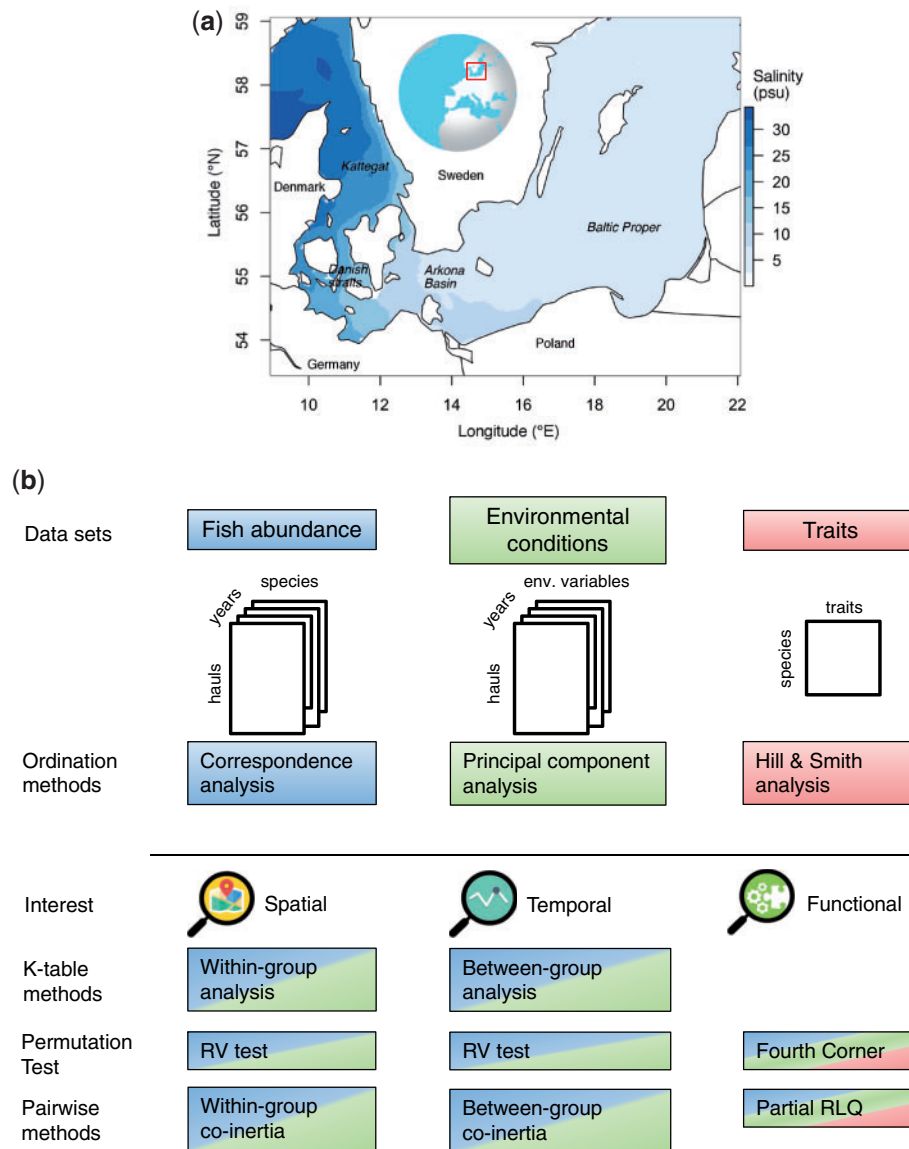 (a)
59
58
57
56
55
54
Latitude (°N)
Kattegat
Denmark
Sweden
Baltic Proper
Danish
straits
Arkona
Basin
Poland
Germany
10 12 14 16 18 20 22
Longitude (°E)
Salinity
(psu)
30
25
20
15
10
5
(b)
Data sets
Fish abundance
Environmental
conditions
Traits
species
years
hauls
env. variables
years
hauls
traits
species
Ordination
methods
Correspondence
analysis
Principal component
analysis
Hill & Smith
analysis
Interest
Spatial
Temporal
Functional
K-table
methods
Within-group
analysis
Between-group
analysis
Permutation
Test
RV test
RV test
Fourth Corner
Pairwise
methods
Within-group
co-inertia
Between-group
co-inertia
Partial RLQ